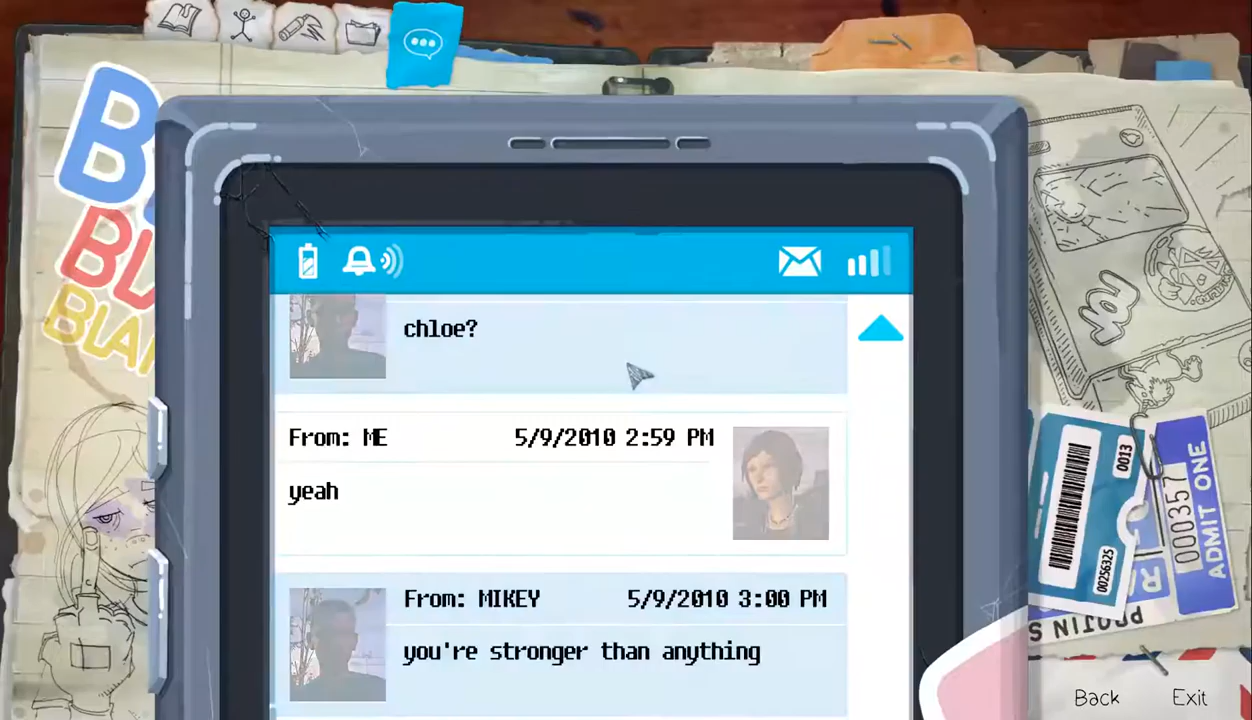 chloe?
From: ME 5/9/2010 2:59 PM
yeah
From: MIKEY 5/9/2010 3:00 PM
you're stronger than anything
0013
00256325
000357
ADMIT ONE
Back Exit